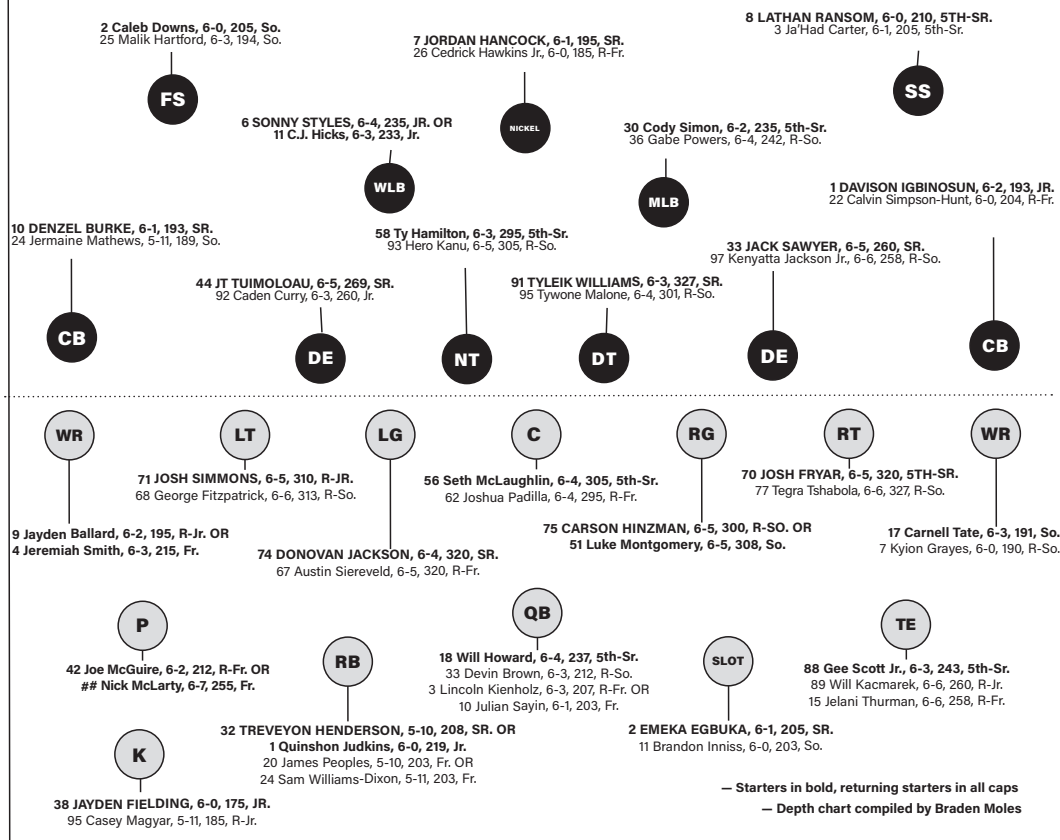 2 Caleb Downs, 6-0, 205, So.
25 Malik Hartford, 6-3, 194, So.
FS
7 JORDAN HANCOCK, 6-1, 195, SR.
26 Cedrick Hawkins Jr., 6-0, 185, R-Fr.
NICKEL
8 LATHAN RANSOM, 6-0, 210, 5TH-SR.
3 Ja'Had Carter, 6-1, 205, 5th-Sr.
SS
6 SONNY STYLES, 6-4, 235, JR. OR
11 C.J. Hicks, 6-3, 233, Jr.
WLB
30 Cody Simon, 6-2, 235, 5th-Sr.
36 Gabe Powers, 6-4, 242, R-So.
MLB
10 DENZEL BURKE, 6-1, 193, SR.
24 Jermaine Mathews, 5-11, 189, So.
CB
44 JT TUIMOLOAU, 6-5, 269, SR.
92 Caden Curry, 6-3, 260, Jr.
DE
58 Ty Hamilton, 6-3, 295, 5th-Sr.
93 Hero Kanu, 6-5, 305, R-So.
NT
91 TYLEIK WILLIAMS, 6-3, 327, SR.
95 Tywone Malone, 6-4, 301, R-So.
DT
33 JACK SAWYER, 6-5, 260, SR.
97 Kenyatta Jackson Jr., 6-6, 258, R-So.
DE
1 DAVISON IGBINOSUN, 6-2, 193, JR.
22 Calvin Simpson-Hunt, 6-0, 204, R-Fr.
CB
WR
9 Jayden Ballard, 6-2, 195, R-Jr. OR
4 Jeremiah Smith, 6-3, 215, Fr.
LT
71 JOSH SIMMONS, 6-5, 310, R-JR.
68 George Fitzpatrick, 6-6, 313, R-So.
LG
74 DONOVAN JACKSON, 6-4, 320, SR.
67 Austin Siereveld, 6-5, 320, R-Fr.
C
56 Seth McLaughlin, 6-4, 305, 5th-Sr.
62 Joshua Padilla, 6-4, 295, R-Fr.
RG
75 CARSON HINZMAN, 6-5, 300, R-SO. OR
51 Luke Montgomery, 6-5, 308, So.
RT
70 JOSH FRYAR, 6-5, 320, 5TH-SR.
77 Tegra Tshabola, 6-6, 327, R-So.
WR
17 Carnell Tate, 6-3, 191, So.
7 Kyion Grayes, 6-0, 190, R-So.
P
42 Joe McGuire, 6-2, 212, R-Fr. OR
## Nick McLarty, 6-7, 255, Fr.
RB
32 TREVEYON HENDERSON, 5-10, 208, SR. OR
1 Quinshon Judkins, 6-0, 219, Jr.
20 James Peoples, 5-10, 203, Fr. OR
24 Sam Williams-Dixon, 5-11, 203, Fr.
QB
18 Will Howard, 6-4, 237, 5th-Sr.
33 Devin Brown, 6-3, 212, R-So.
3 Lincoln Kienholz, 6-3, 207, R-Fr. OR
10 Julian Sayin, 6-1, 203, Fr.
SLOT
2 EMEKA EGBUKA, 6-1, 205, SR.
11 Brandon Inniss, 6-0, 203, So.
TE
88 Gee Scott Jr., 6-3, 243, 5th-Sr.
89 Will Kacmarek, 6-6, 260, R-Jr.
15 Jelani Thurman, 6-6, 258, R-Fr.
K
38 JAYDEN FIELDING, 6-0, 175, JR.
95 Casey Magyar, 5-11, 185, R-Jr.
— Starters in bold, returning starters in all caps
— Depth chart compiled by Braden Moles